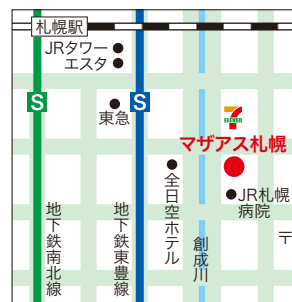 札幌駅
JRタワー
エスタ
S
S
東急
7
ELEVEN
マザアス札幌
JR札幌
病院
〒
全日空ホテル
創成川
地下鉄東豊線
地下鉄南北線